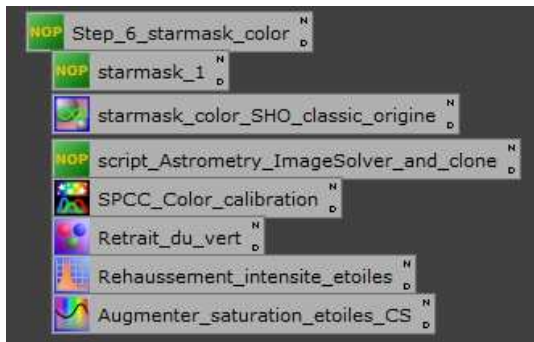 NOP Step_6_starmask_color N D
NOP starmask_1 N D
starmask_color_SHO_classic_origine N D
NOP script_Astrometry_ImageSolver_and_clone N D
SPCC_Color_calibration N D
Retrait_du_vert N D
Rehaussement_intensite_etoiles N D
Augmenter_saturation_etoiles_CS N D